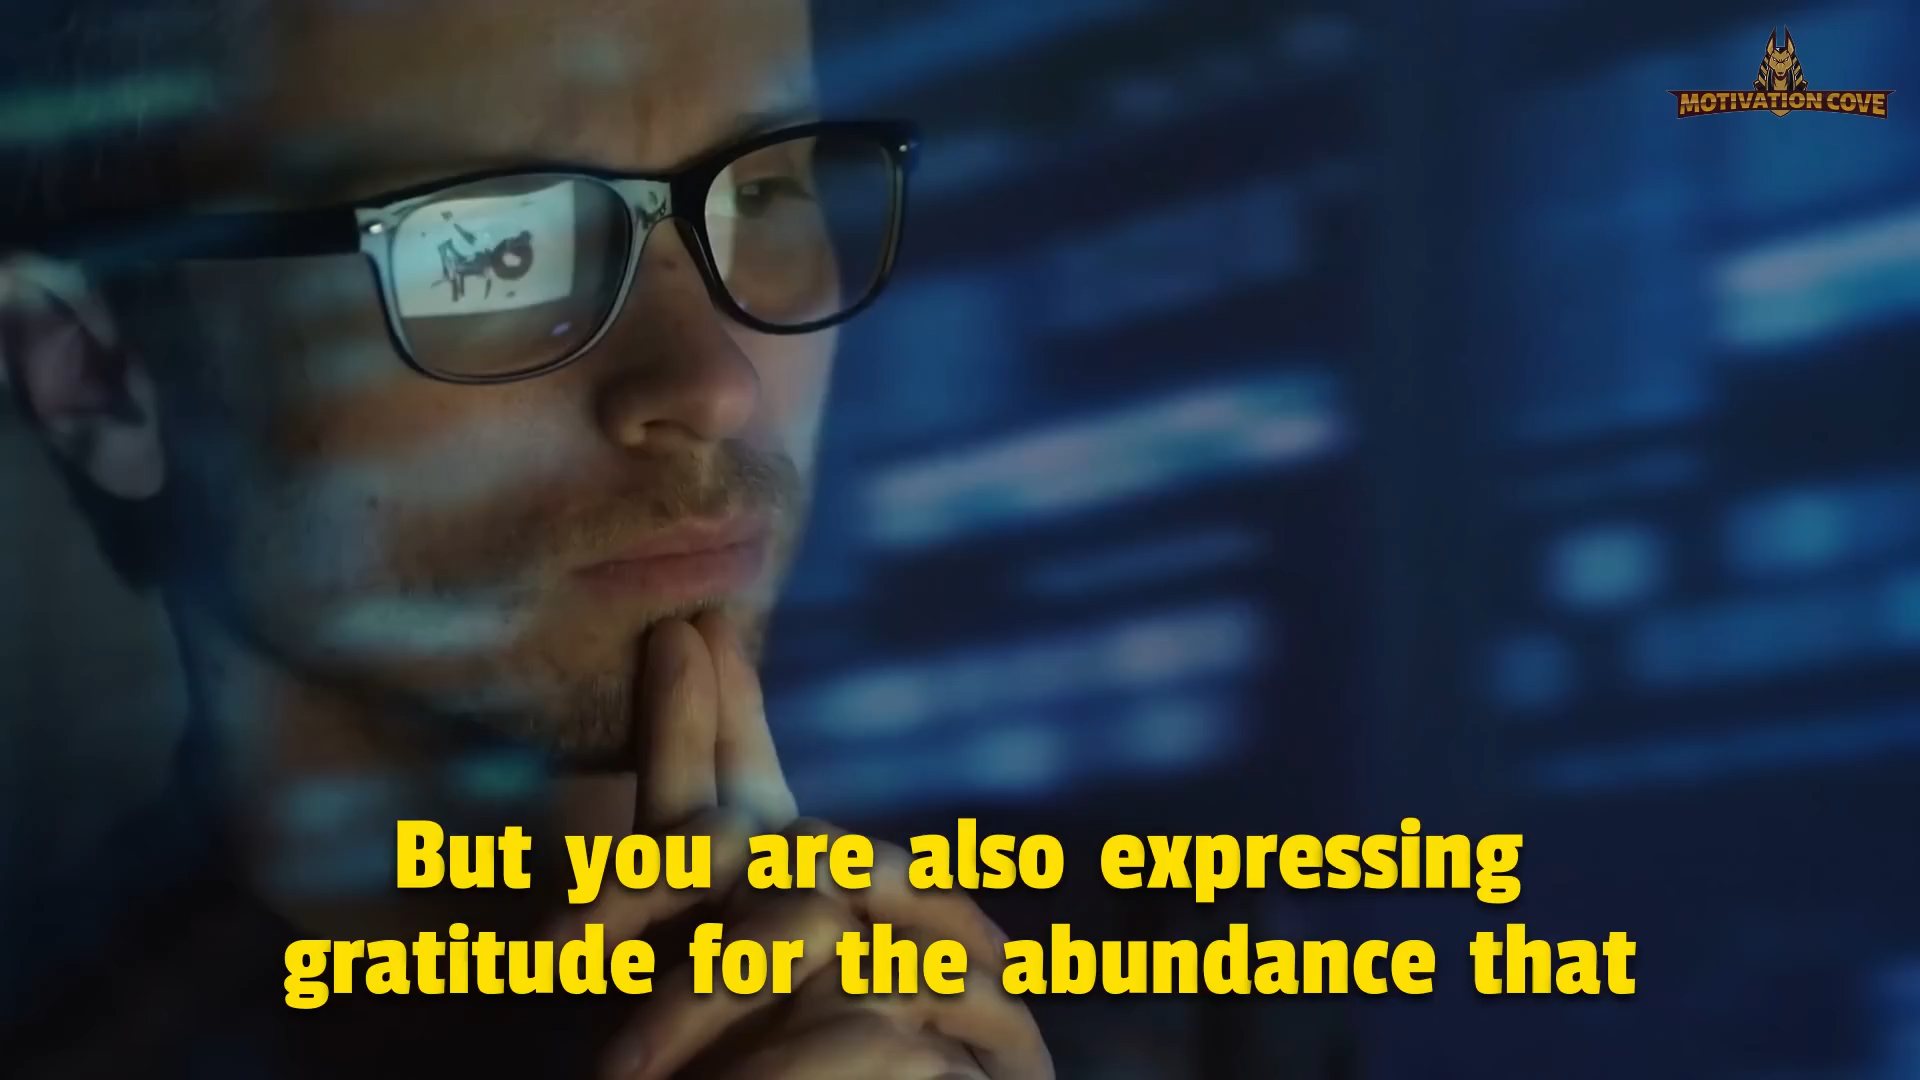 MOTIVATION COVE
But you are also expressing
gratitude for the abundance that